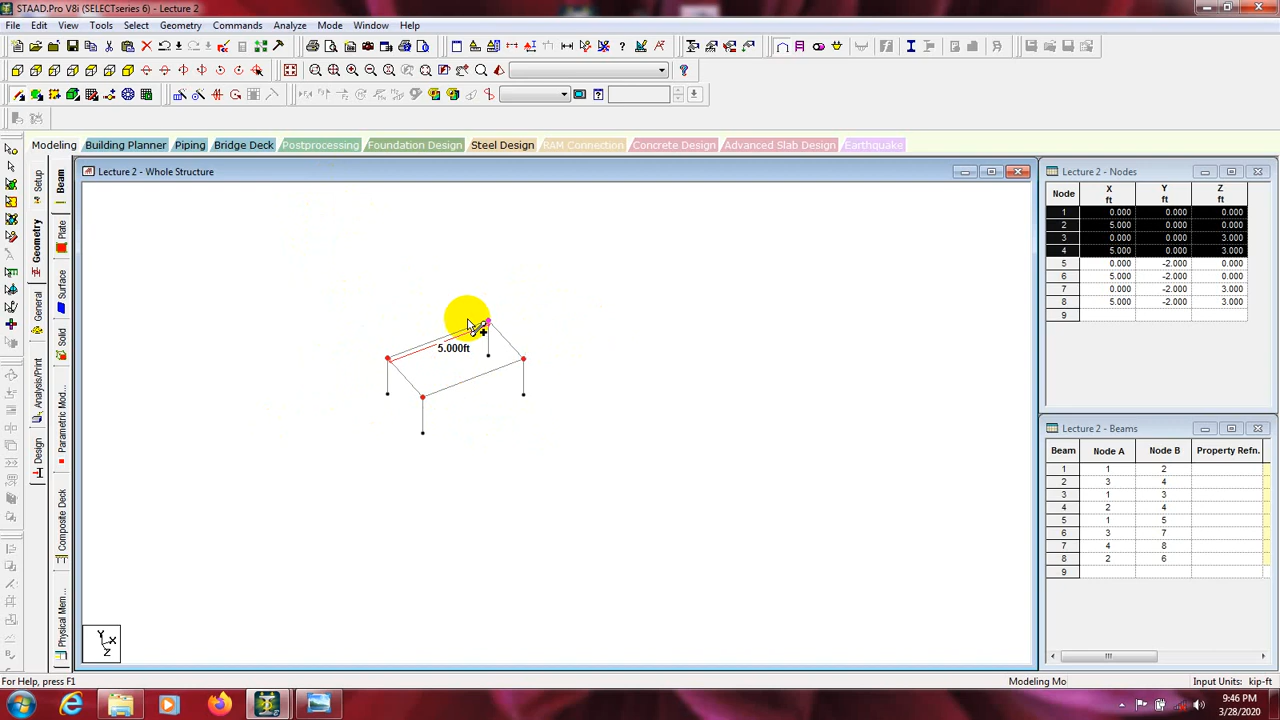 STAAD.Pro V8i (SELECTseries 6) - Lecture 2
File Edit View Tools Select Geometry Commands Analyze Mode Window Help
Modeling Building Planner Piping Bridge Deck Postprocessing Foundation Design Steel Design RAM Connection Concrete Design Advanced Slab Design Earthquake
Setup
Geometry
General
Analysis/Print
Design
Beam
Plate
Surface
Solid
Parametric Mod...
Composite Deck
Physical Mem...
Lecture 2 - Whole Structure
5.000ft
Y
X
Z
Lecture 2 - Nodes
Node X ft Y ft Z ft
1 0.000 0.000 0.000
2 5.000 0.000 0.000
3 0.000 0.000 3.000
4 5.000 0.000 3.000
5 0.000 -2.000 0.000
6 5.000 -2.000 0.000
7 0.000 -2.000 3.000
8 5.000 -2.000 3.000
9
Lecture 2 - Beams
Beam Node A Node B Property Refn.
1 1 2
2 3 4
3 1 3
4 2 4
5 1 5
6 3 7
7 4 8
8 2 6
9
For Help, press F1
Modeling Mo
Input Units: kip-ft
9:46 PM
3/28/2020